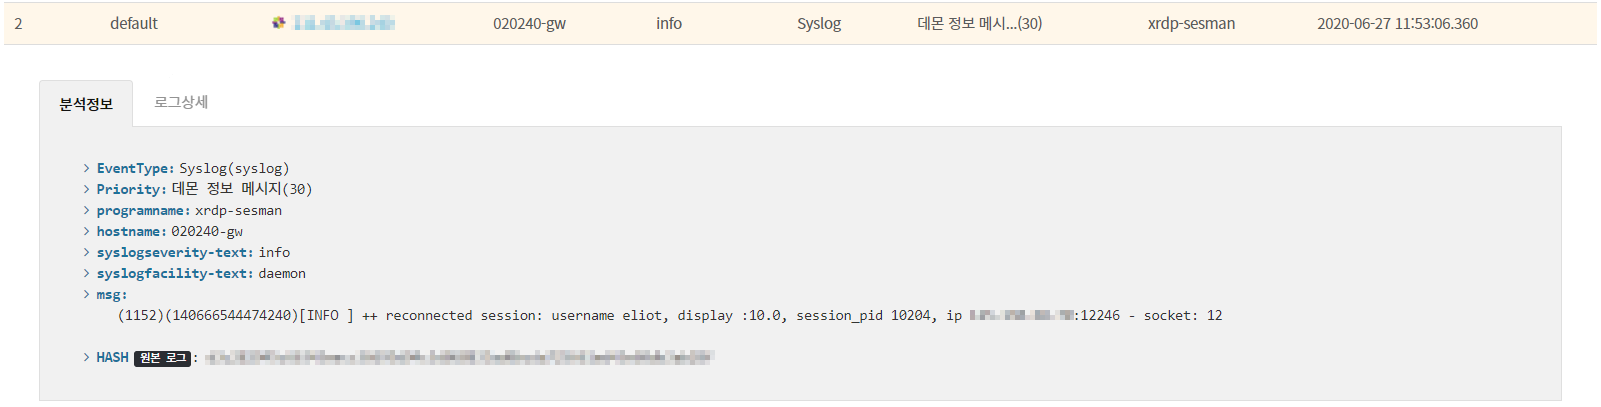 2 default 020240-gw info Syslog 데몬 정보 메시...(30) xrdp-sesman 2020-06-27 11:53:06.360
분석정보 로그상세
> EventType: Syslog(syslog)
> Priority: 데몬 정보 메시지(30)
> programname: xrdp-sesman
> hostname: 020240-gw
> syslogseverity-text: info
> syslogfacility-text: daemon
> msg:
(1152)(140666544474240)[INFO ] ++ reconnected session: username eliot, display :10.0, session_pid 10204, ip :12246 - socket: 12
> HASH 원본 로그 :